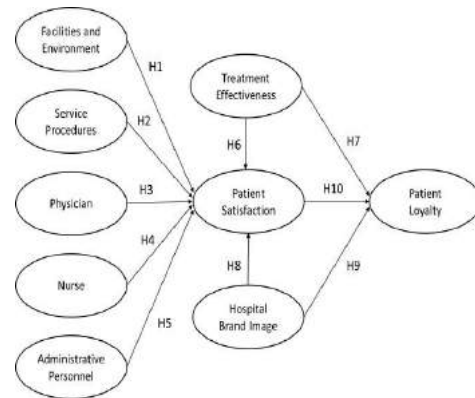 Facilities and
Environment
H1
Treatment
Effectiveness
Service
Procedures
H2
H6
H7
Physician
H3
Patient
Satisfaction
H10
Patient
Loyalty
H4
Nurse
H8
H9
H5
Hospital
Brand Image
Administrative
Personnel